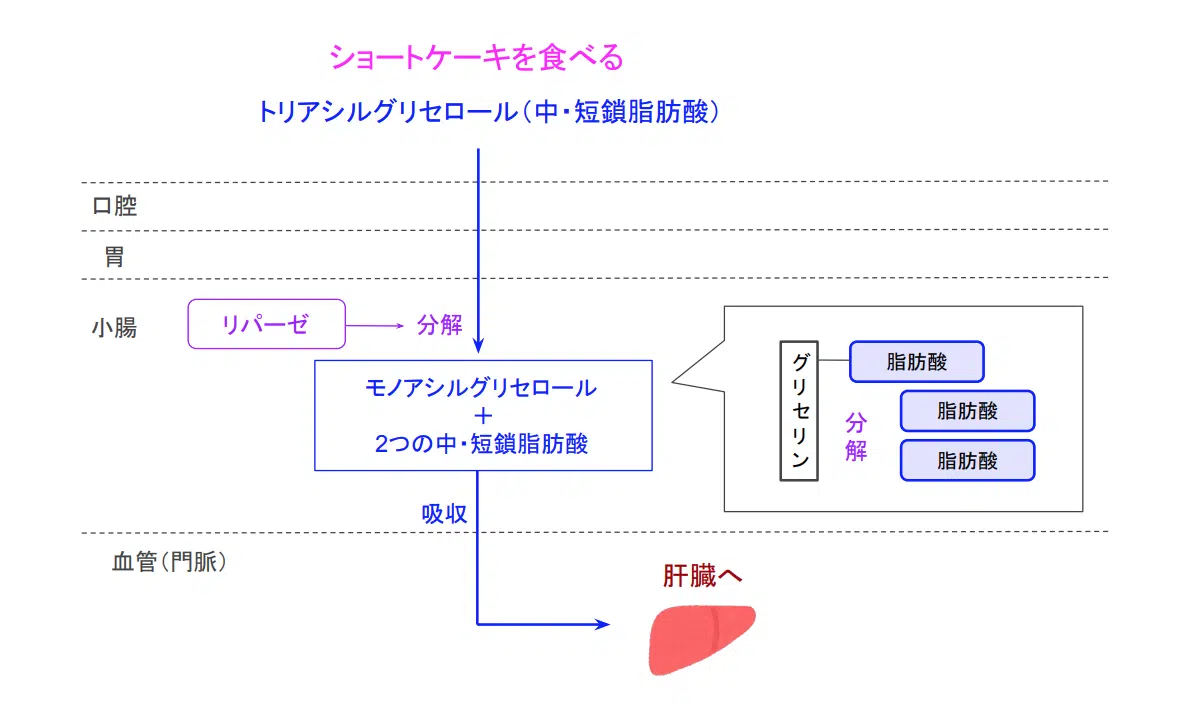 ショートケーキを食べる
トリアシルグリセロール(中・短鎖脂肪酸)
口腔
胃
小腸
リパーゼ
分解
モノアシルグリセロール
＋
2つの中・短鎖脂肪酸
グリセリン
脂肪酸
脂肪酸
脂肪酸
分解
吸収
血管(門脈)
肝臓へ